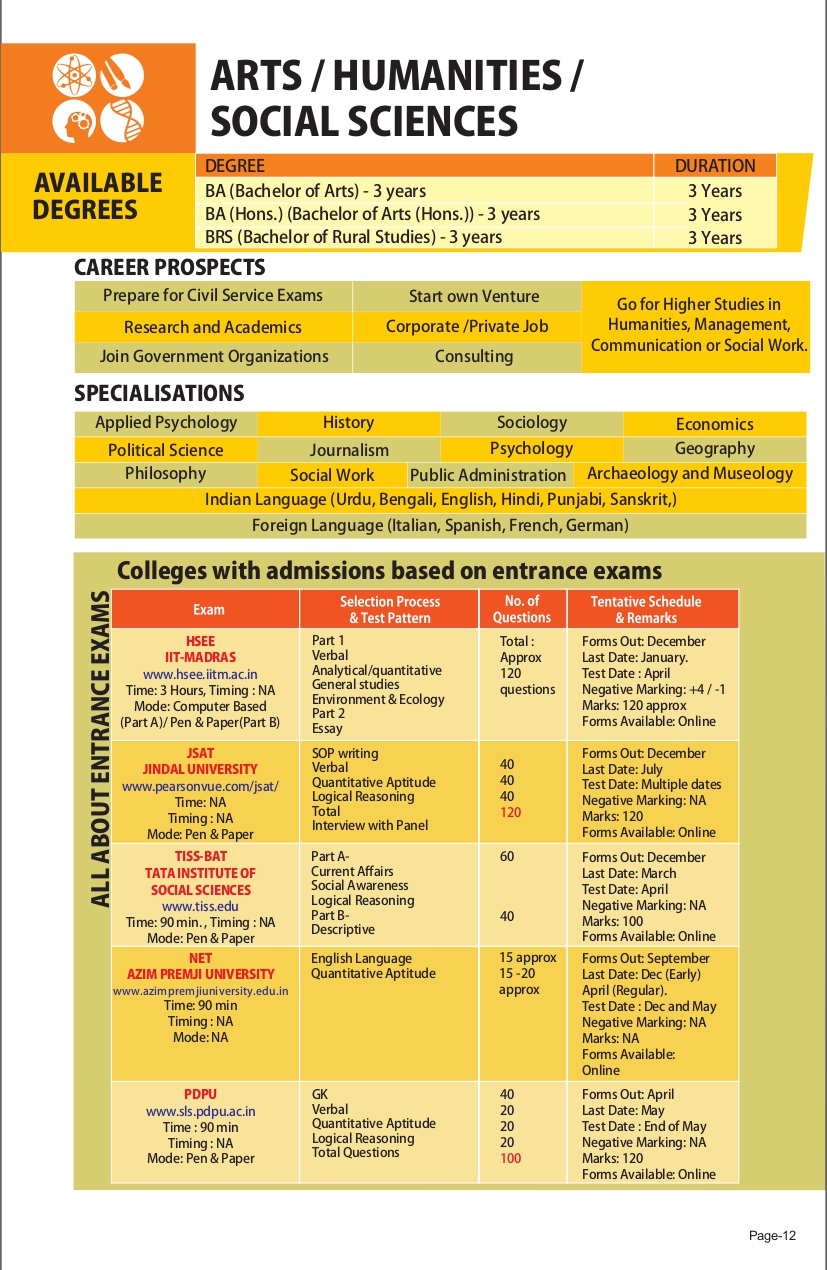 ARTS / HUMANITIES /
SOCIAL SCIENCES
AVAILABLE
DEGREES
DEGREE DURATION
BA (Bachelor of Arts) - 3 years 3 Years
BA (Hons.) (Bachelor of Arts (Hons.)) - 3 years 3 Years
BRS (Bachelor of Rural Studies) - 3 years 3 Years
CAREER PROSPECTS
Prepare for Civil Service Exams Start own Venture
Research and Academics Corporate /Private Job
Join Government Organizations Consulting
Go for Higher Studies in
Humanities, Management,
Communication or Social Work.
SPECIALISATIONS
Applied Psychology History Sociology Economics
Political Science Journalism Psychology Geography
Philosophy Social Work Public Administration Archaeology and Museology
Indian Language (Urdu, Bengali, English, Hindi, Punjabi, Sanskrit,)
Foreign Language (Italian, Spanish, French, German)
ALL ABOUT ENTRANCE EXAMS
Colleges with admissions based on entrance exams
Exam
Selection Process
& Test Pattern
No. of
Questions
Tentative Schedule
& Remarks
HSEE
IIT-MADRAS
www.hsee.iitm.ac.in
Time: 3 Hours, Timing : NA
Mode: Computer Based
(Part A)/ Pen & Paper(Part B)
Part 1
Verbal
Analytical/quantitative
General studies
Environment & Ecology
Part 2
Essay
Total :
Approx
120
questions
Forms Out: December
Last Date: January.
Test Date : April
Negative Marking: +4 / -1
Marks: 120 approx
Forms Available: Online
JSAT
JINDAL UNIVERSITY
www.pearsonvue.com/jsat/
Time: NA
Timing : NA
Mode: Pen & Paper
SOP writing
Verbal
Quantitative Aptitude
Logical Reasoning
Total
Interview with Panel
40
40
40
120
Forms Out: December
Last Date: July
Test Date: Multiple dates
Negative Marking: NA
Marks: 120
Forms Available: Online
TISS-BAT
TATA INSTITUTE OF
SOCIAL SCIENCES
www.tiss.edu
Time: 90 min. , Timing : NA
Mode: Pen & Paper
Part A-
Current Affairs
Social Awareness
Logical Reasoning
Part B-
Descriptive
60
40
Forms Out: December
Last Date: March
Test Date: April
Negative Marking: NA
Marks: 100
Forms Available: Online
NET
AZIM PREMJI UNIVERSITY
www.azimpremjiuniversity.edu.in
Time: 90 min
Timing : NA
Mode: NA
English Language
Quantitative Aptitude
15 approx
15 -20
approx
Forms Out: September
Last Date: Dec (Early)
April (Regular).
Test Date : Dec and May
Negative Marking: NA
Marks: NA
Forms Available:
Online
PDPU
www.sls.pdpu.ac.in
Time : 90 min
Timing : NA
Mode: Pen & Paper
GK
Verbal
Quantitative Aptitude
Logical Reasoning
Total Questions
40
20
20
20
100
Forms Out: April
Last Date: May
Test Date : End of May
Negative Marking: NA
Marks: 120
Forms Available: Online
Page-12